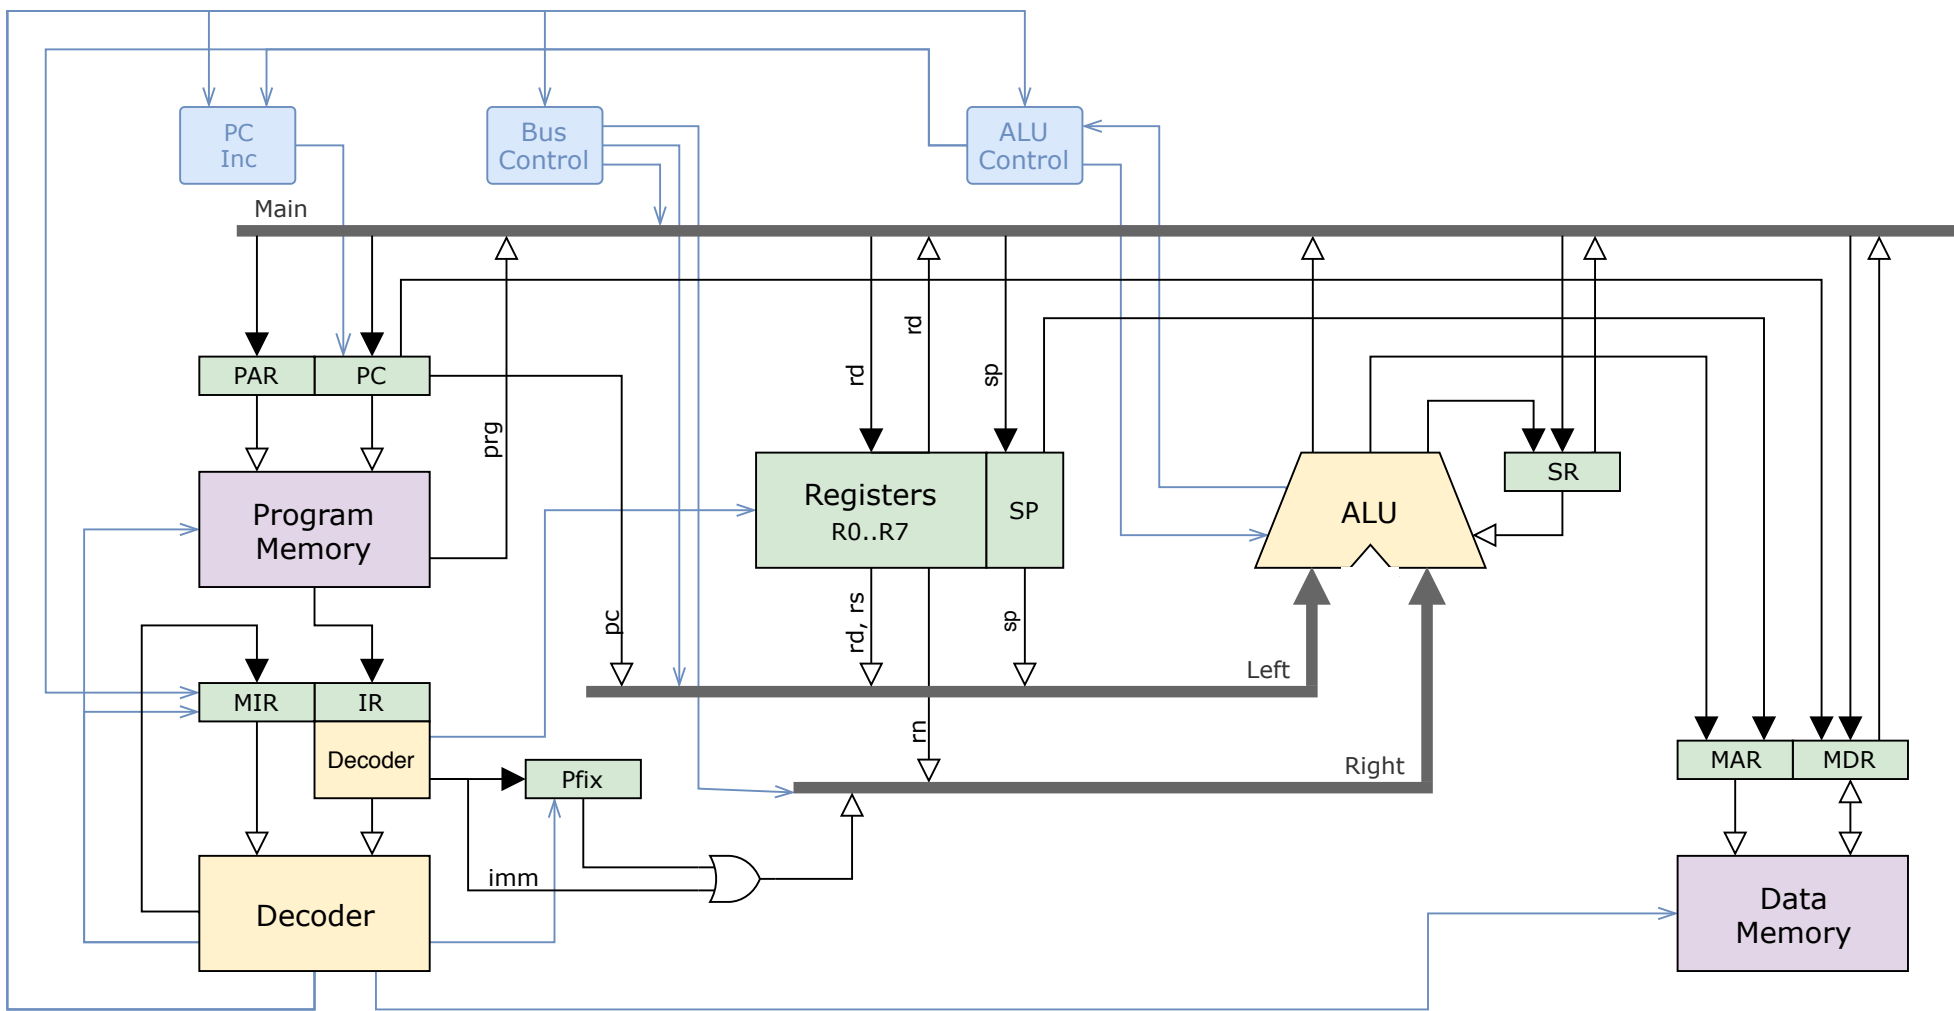 PC
Inc
Bus
Control
ALU
Control
Main
rd
rd
sp
PAR
PC
prg
SR
Registers
R0..R7
SP
ALU
Program
Memory
pc
rd, rs
sp
Left
MIR
IR
rn
Decoder
Pfix
Right
MAR
MDR
imm
Decoder
Data
Memory